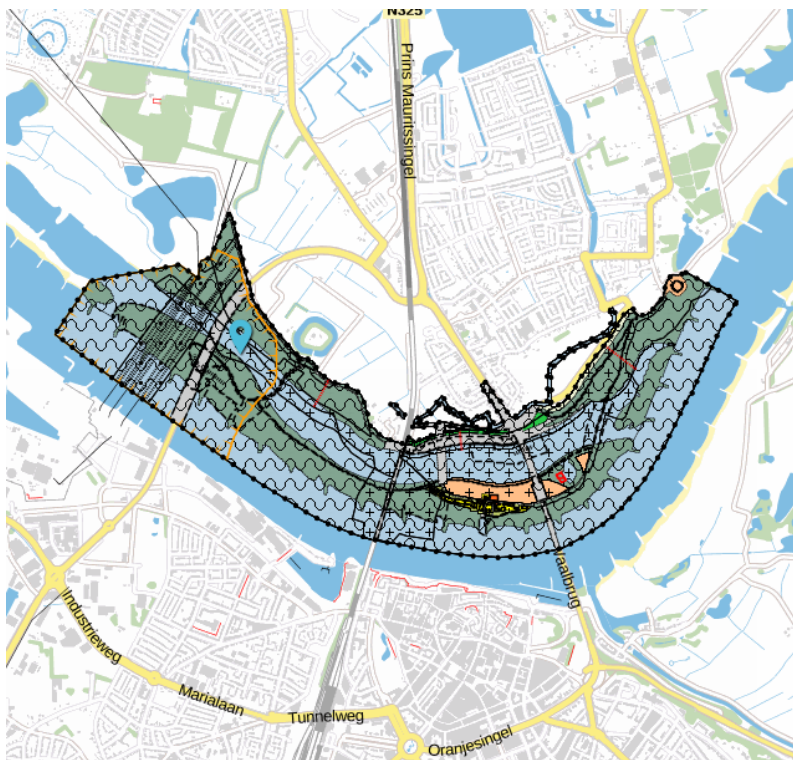 N325
Prins Mauritssingel
Waalbrug
Industrieweg
Marialaan
Tunnelweg
Oranjesingel